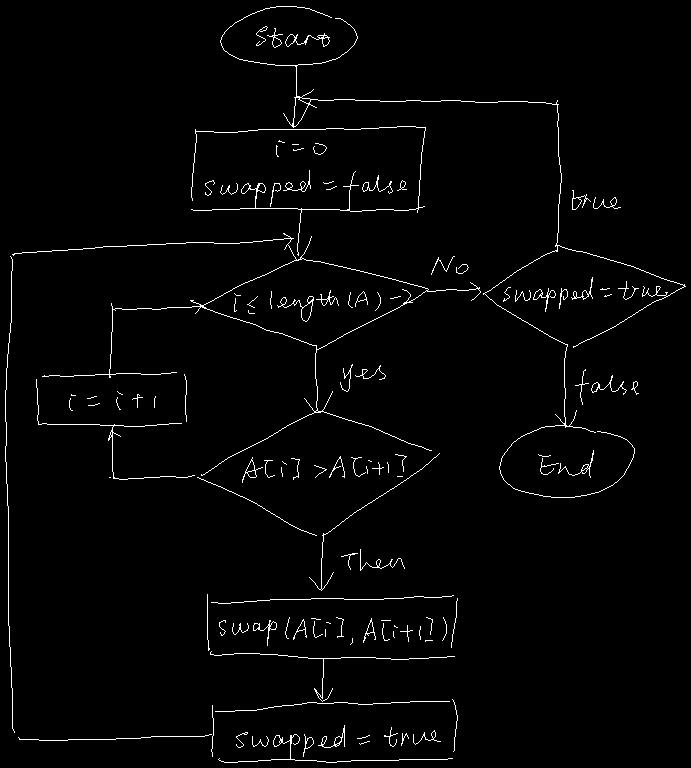 Start
i=0
swapped=false
i≤length(A)-2
No
swapped=true
true
yes
i=i+1
false
A[i]>A[i+1]
End
Then
swap(A[i], A[i+1])
swapped=true